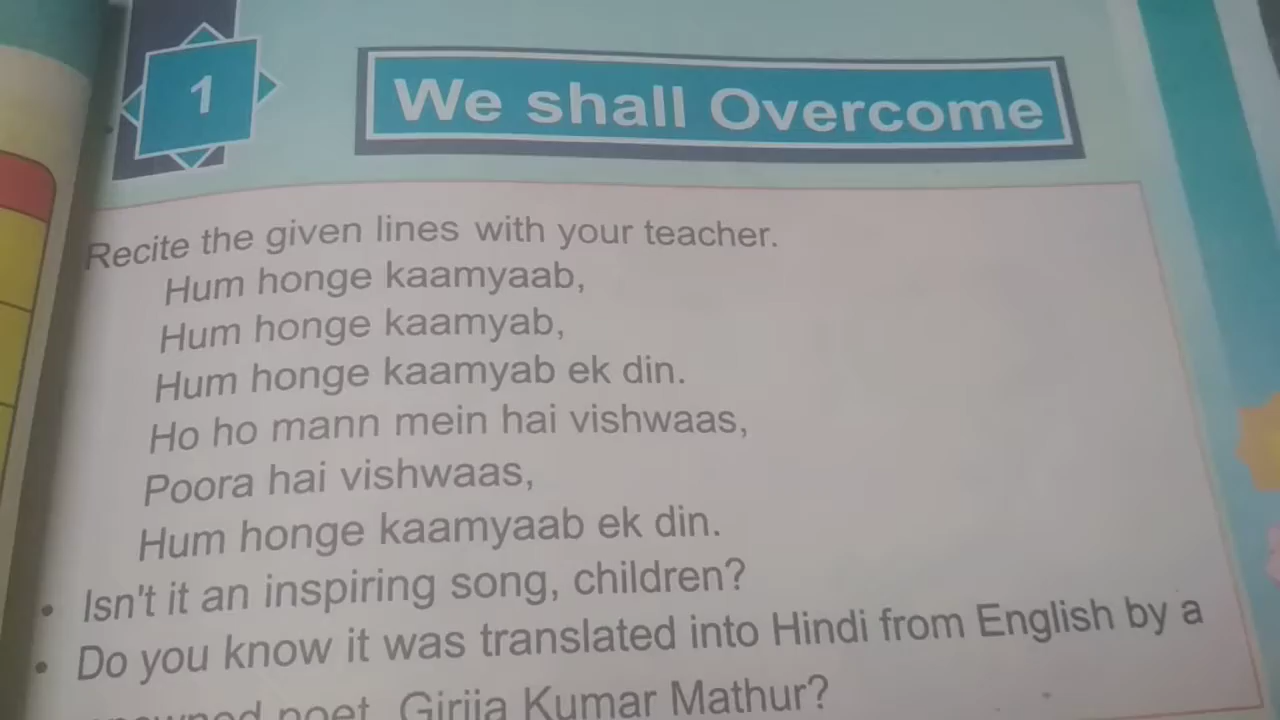 1
We shall Overcome
Recite the given lines with your teacher.
Hum honge kaamyaab,
Hum honge kaamyab,
Hum honge kaamyab ek din.
Ho ho mann mein hai vishwaas,
Poora hai vishwaas,
Hum honge kaamyaab ek din.
• Isn't it an inspiring song, children?
• Do you know it was translated into Hindi from English by a
poet, Girija Kumar Mathur?